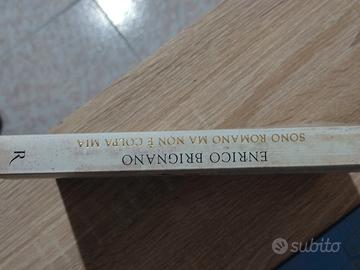 ENRICO BRIGNANO
SONO ROMANO MA NON È COLPA MIA
R
subito